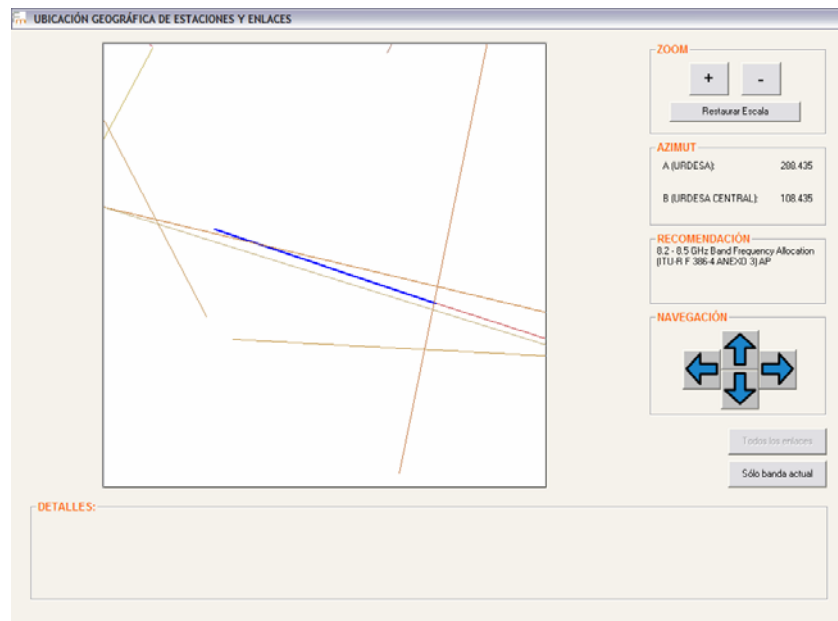 UBICACIÓN GEOGRÁFICA DE ESTACIONES Y ENLACES
ZOOM
+ -
Restaurar Escala
AZIMUT
A (URDESA): 288.435
B (URDESA CENTRAL): 108.435
RECOMENDACIÓN
8.2 - 8.5 GHz Band Frequency Allocation
(ITU-R F 386-4 ANEXO 3) AP
NAVEGACIÓN
Todos los enlaces
Sólo banda actual
DETALLES: